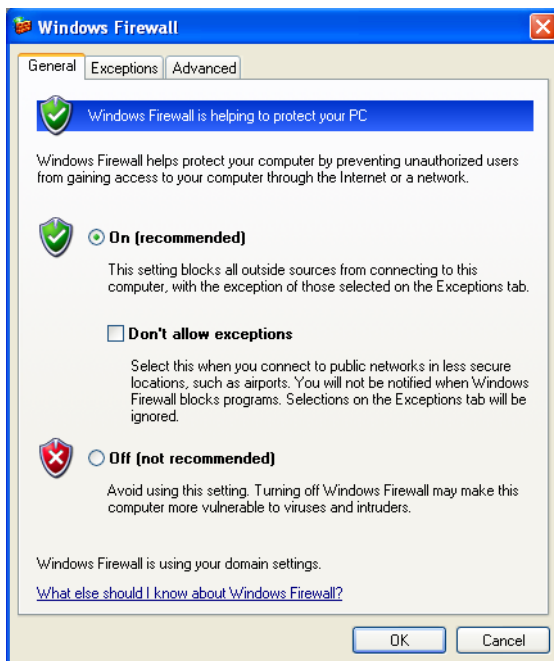 Windows Firewall
General Exceptions Advanced
Windows Firewall is helping to protect your PC
Windows Firewall helps protect your computer by preventing unauthorized users
from gaining access to your computer through the Internet or a network.
On (recommended)
This setting blocks all outside sources from connecting to this
computer, with the exception of those selected on the Exceptions tab.
Don't allow exceptions
Select this when you connect to public networks in less secure
locations, such as airports. You will not be notified when Windows
Firewall blocks programs. Selections on the Exceptions tab will be
ignored.
Off (not recommended)
Avoid using this setting. Turning off Windows Firewall may make this
computer more vulnerable to viruses and intruders.
Windows Firewall is using your domain settings.
What else should I know about Windows Firewall?
OK Cancel